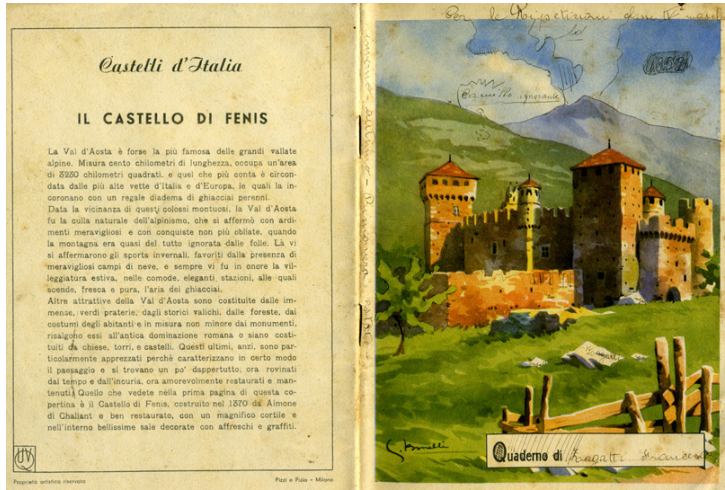 Castelli d'Italia
IL CASTELLO DI FENIS
La Val d'Aosta è forse la più famosa delle grandi vallate
alpine. Misura cento chilometri di lunghezza, occupa un'area
di 3230 chilometri quadrati, e quel che più conta è circon-
data dalle più alte vette d'Italia e d'Europa, le quali la in-
coronano con un regale diadema di ghiacciai perenni.
Data la vicinanza di questi colossi montuosi, la Val d'Aosta
fu la culla naturale dell'alpinismo, che si affermò con ardi-
menti meravigliosi e con conquiste non più obliate, quando
la montagna era quasi del tutto ignorata dalle folle. Là vi
si affermarono gli sports invernali, favoriti dalla presenza di
meravigliosi campi di neve, e sempre vi fu in onore la vil-
leggiatura estiva, nelle comode, eleganti, stazioni, alle quali
scende, fresca e pura, l'aria dei ghiacciai.
Altre attrattive della Val d'Aosta sono costituite dalle im-
mense, verdi praterie, dagli storici valichi, dalle foreste, dai
costumi degli abitanti e in misura non minore dai monumenti,
risalgono essi all'antica dominazione romana o siano costi-
tuiti da chiese, torri, e castelli. Questi ultimi, anzi, sono par-
ticolarmente apprezzati perchè caratterizzano in certo modo
il paesaggio e si trovano un po' dappertutto, ora rovinati
dal tempo e dall'incuria, ora amorevolmente restaurati e man-
tenuti. Quello che vedete nella prima pagina di questa co-
pertina è il Castello di Fenis, costruito nel 1370 da Aimone
di Challant e ben restaurato, con un magnifico cortile e
nell'interno bellissime sale decorate con affreschi e graffiti.
Proprietà artistica riservata
Pizzi e Pizio - Milano
Per le Ripetizioni
ignorante
G. Bonelli
Quaderno di Zagatti Francesco